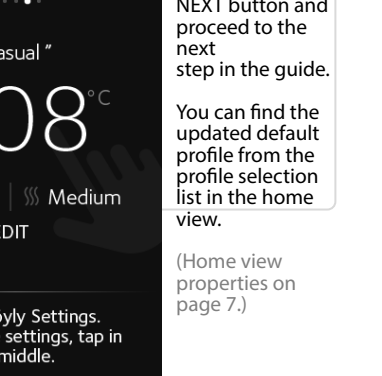 asual"
08°C
Medium
EDIT
Settings.
settings, tap in
middle.
NEXT button and
proceed to the
next
step in the guide.
You can find the
updated default
profile from the
profile selection
list in the home
view.
(Home view
properties on
page 7.)